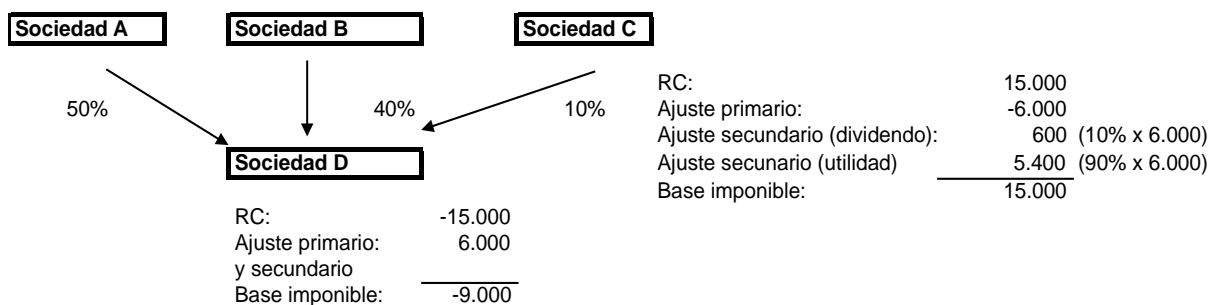 Sociedad A Sociedad B Sociedad C
50% 40% 10%
Sociedad D
RC: -15.000
Ajuste primario: 6.000
y secundario
Base imponible: -9.000
RC: 15.000
Ajuste primario: -6.000
Ajuste secundario (dividendo): 600 (10% x 6.000)
Ajuste secunario (utilidad) 5.400 (90% x 6.000)
Base imponible: 15.000